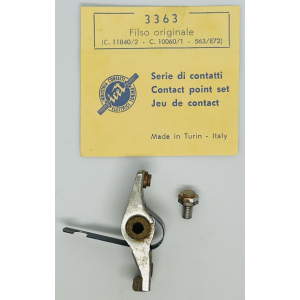 3363
Filso originale
(C. 11840/2 - C. 10060/1 - 563/E72)
Serie di contatti
Contact point set
Jeu de contact
Made in Turin - Italy